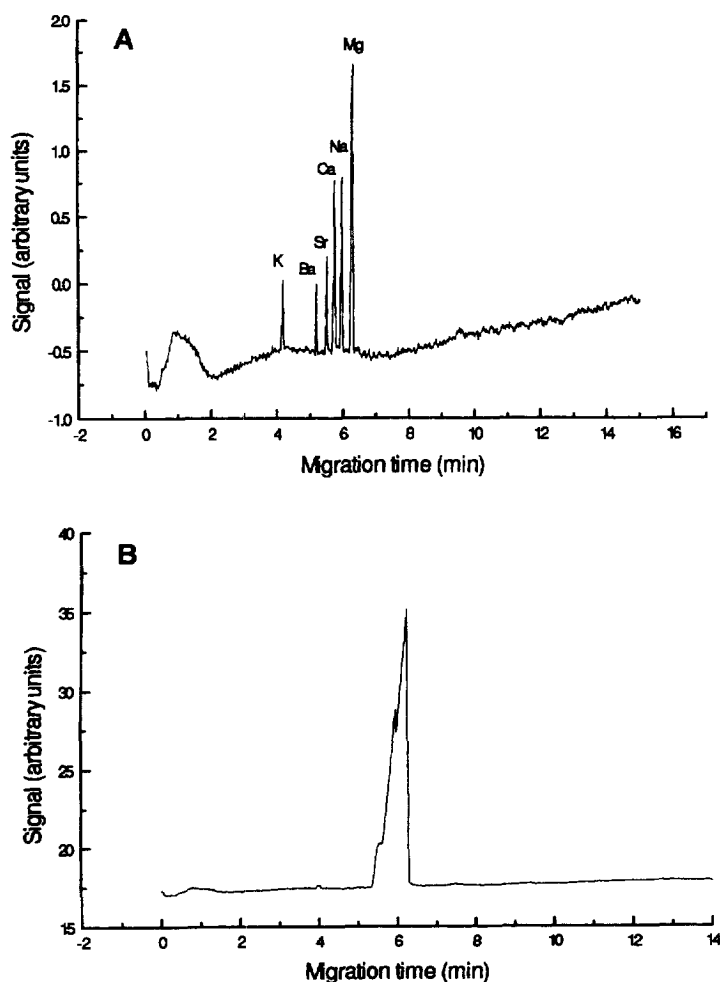 A
Signal (arbitrary units)
2.0
1.5
1.0
0.5
0.0
-0.5
-1.0
K
Ba
Sr
Ca
Na
Mg
-2 0 2 4 6 8 10 12 14 16
Migration time (min)
B
Signal (arbitrary units)
40
35
30
25
20
15
-2 0 2 4 6 8 10 12 14
Migration time (min)